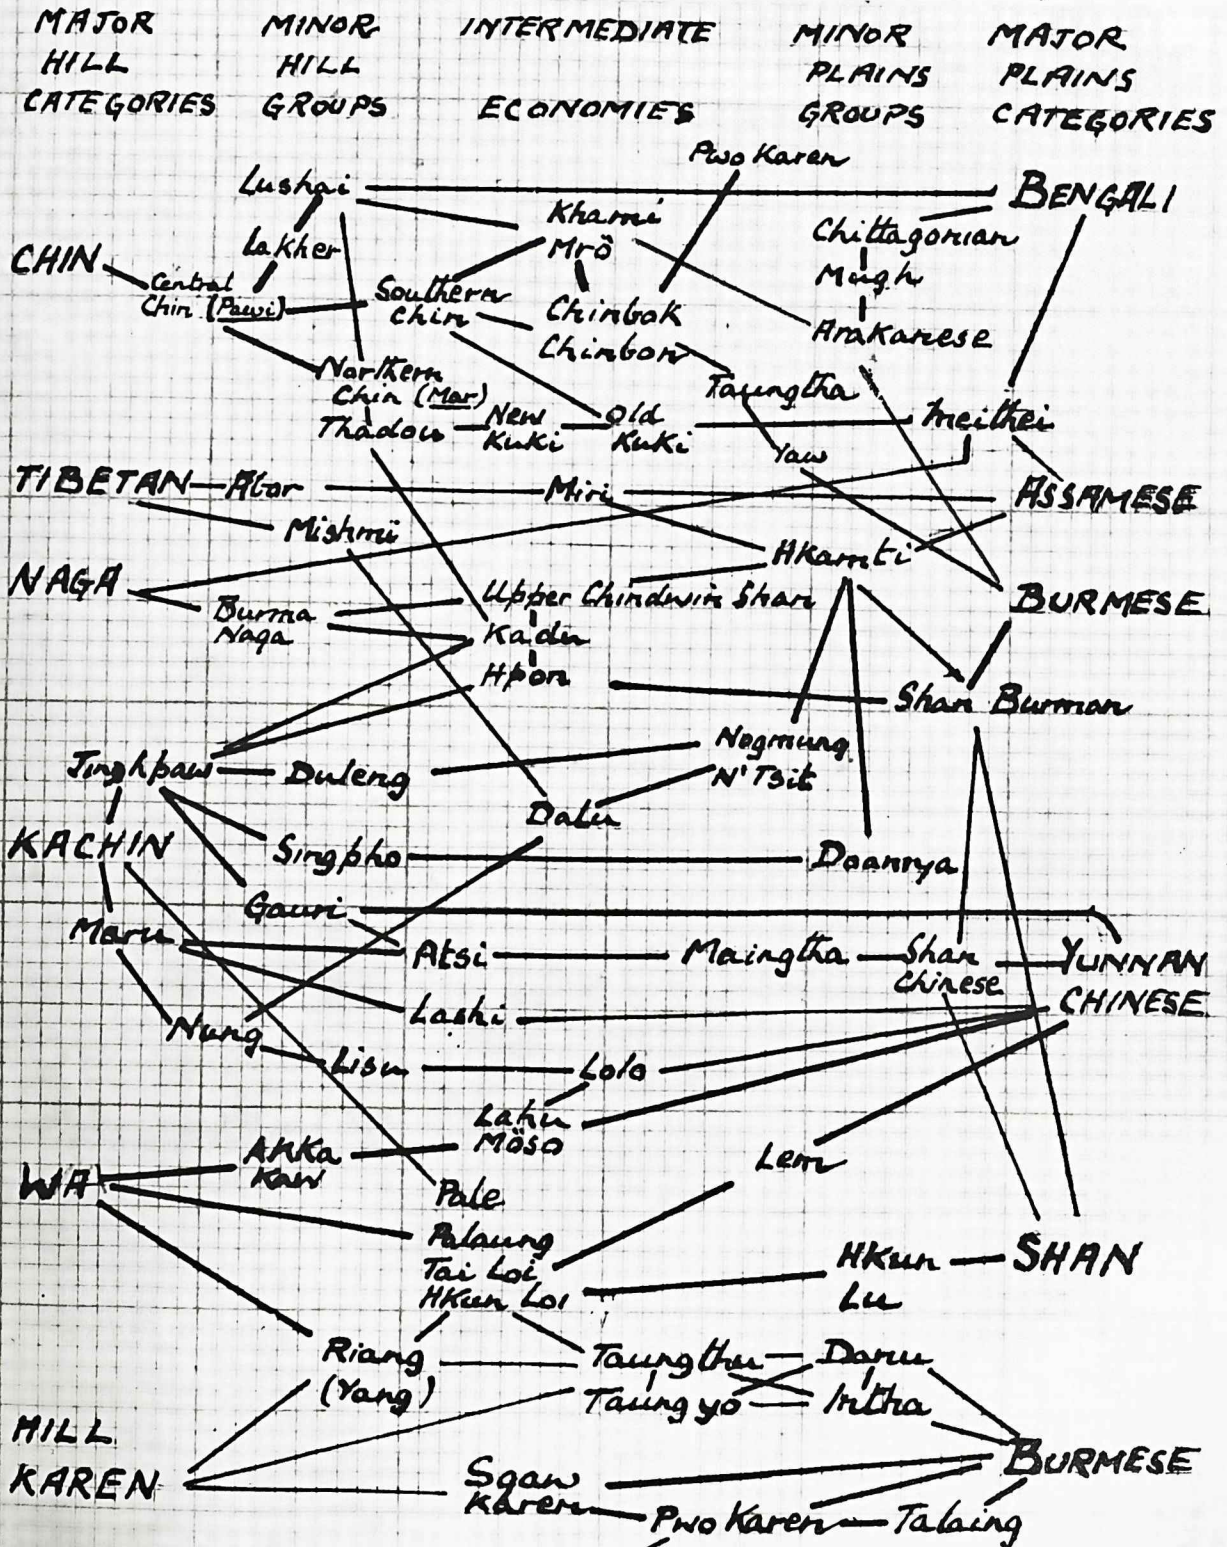 MAJOR HILL CATEGORIES
MINOR HILL GROUPS
INTERMEDIATE ECONOMIES
MINOR PLAINS GROUPS
MAJOR PLAINS CATEGORIES
Pwo Karen
Lushai
BENGALI
Khami
Mrö
Chittagonian
Mugh
Lakher
CHIN
Central
Chin (Pawi)
Southern
Chin
Chinbok
Chinbon
Arakanese
Northern
Chin (Mar)
Thadou
New
Kuki
Old
Kuki
Taungtha
Meithei
Yaw
TIBETAN
Abor
Miri
ASSAMESE
Mishmi
HKamti
NAGA
Burma
Naga
Upper Chindwin Shan
Kadu
Hpon
BURMESE
Shan Burman
Jinghpaw
Duleng
Nogmung
N'Tsit
Dalu
KACHIN
Singpho
Doannya
Gauri
Maru
Atsi
Maingtha
Shan
Chinese
YUNNAN
CHINESE
Lashi
Nung
Lisu
Lolo
Lahu
Möso
AKKa
Kaw
Lem
WA
Pale
Palaung
Tai Loi
HKun Loi
HKun
Lu
SHAN
Riang
(Yang)
Taungthu
Taungyo
Danu
Intha
HILL
KAREN
Sgaw
Karen
BURMESE
Pwo Karen
Talaing